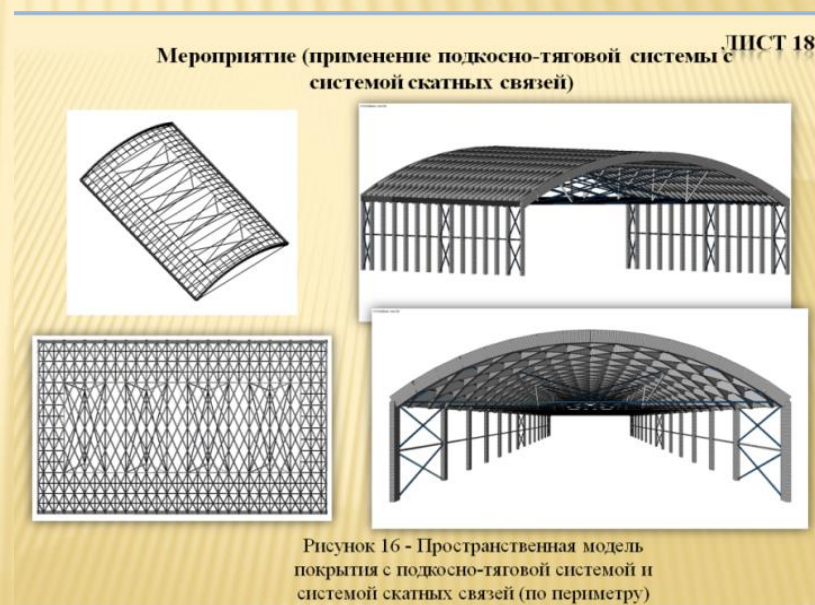 ЛИСТ 18
Мероприятие (применение подкосно-тяговой системы с
системой скатных связей)
Рисунок 16 - Пространственная модель
покрытия с подкосно-тяговой системой и
системой скатных связей (по периметру)